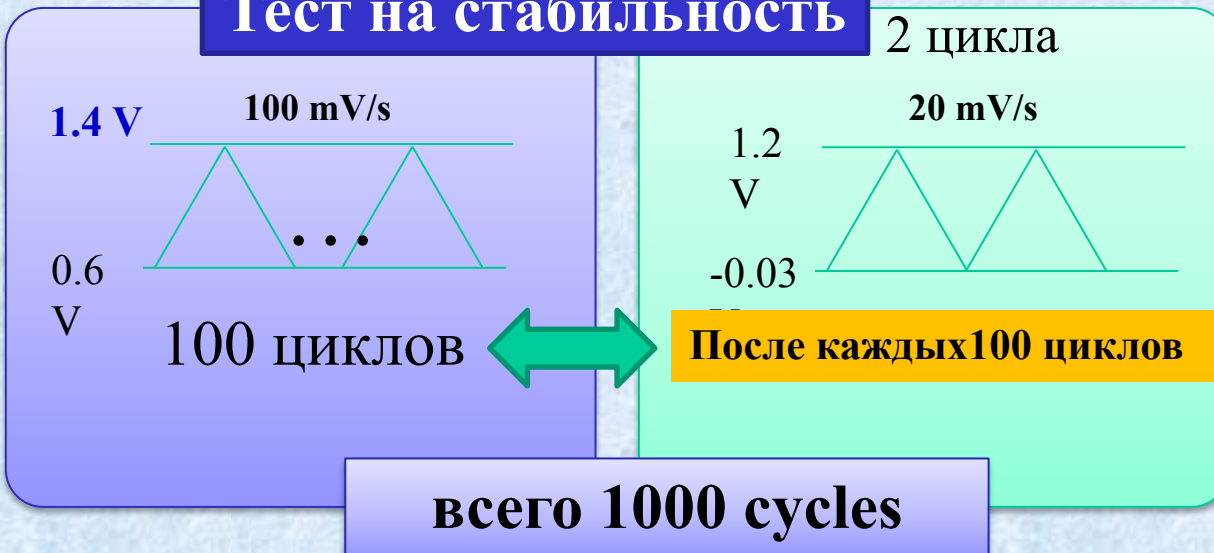 Тест на стабильность
1.4 V
100 mV/s
0.6
V
...
100 циклов
2 цикла
20 mV/s
1.2
V
-0.03
После каждых100 циклов
всего 1000 cycles